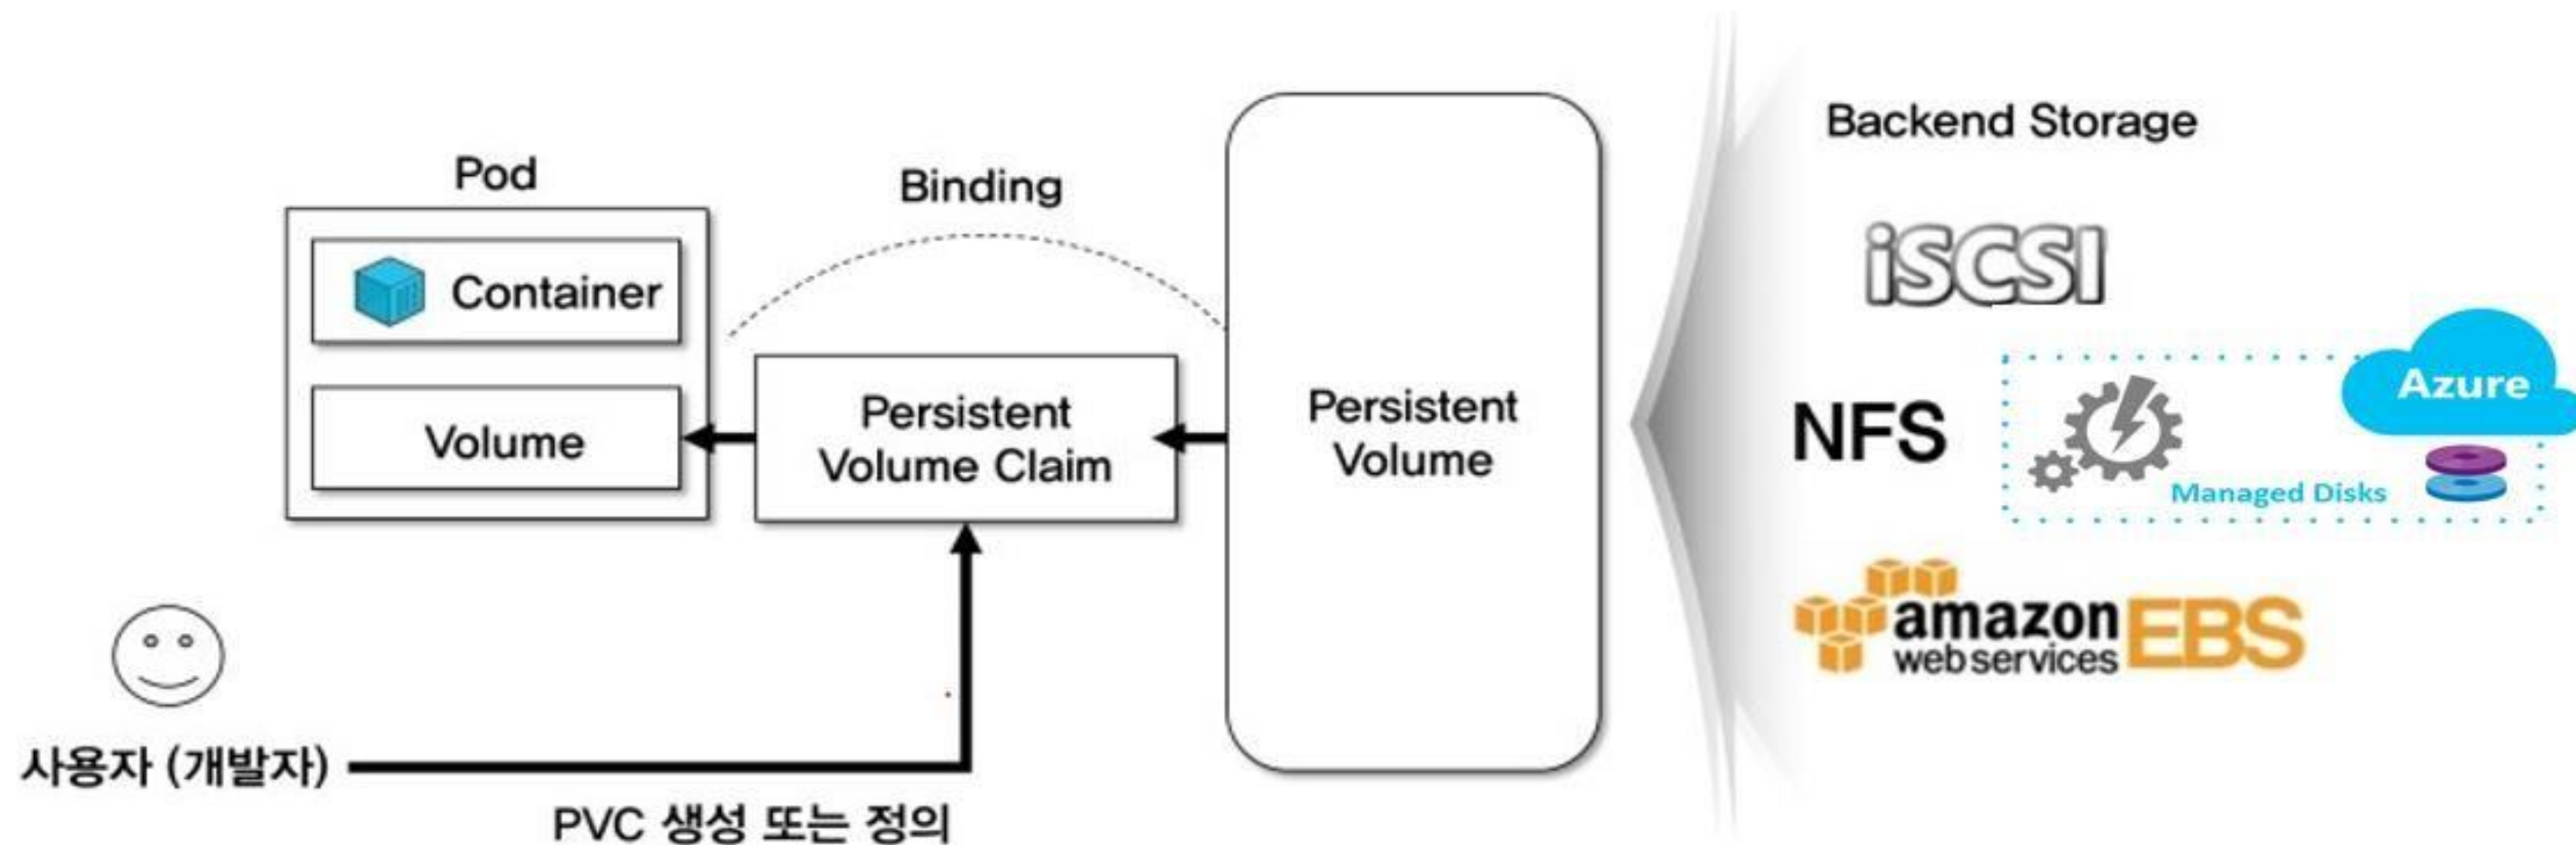 Pod
Container
Volume
Binding
Persistent
Volume Claim
Persistent
Volume
사용자 (개발자)
PVC 생성 또는 정의
Backend Storage
iSCSI
NFS
Azure
Managed Disks
amazon
web services
EBS